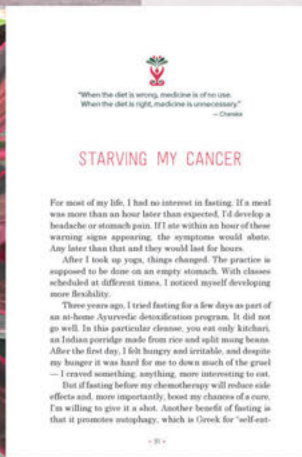 "When the diet is wrong, medicine is of no use.
When the diet is right, medicine is unnecessary."
— Charaka
STARVING MY CANCER
For most of my life, I had no interest in fasting. If a meal
was more than an hour later than expected, I'd develop a
headache or stomach pain. If I ate within an hour of these
warning signs appearing, the symptoms would abate.
Any later than that and they would last for hours.
After I took up yoga, things changed. The practice is
supposed to be done on an empty stomach. With classes
scheduled at different times, I noticed myself developing
more flexibility.
Three years ago, I tried fasting for a few days as part of
an at-home Ayurvedic detoxification program. It did not
go well. In this particular cleanse, you eat only kitchari,
an Indian porridge made from rice and split mung beans.
After the first day, I felt hungry and irritable, and despite
my hunger it was hard for me to down much of the gruel
— I craved something, anything, more interesting to eat.
But if fasting before my chemotherapy will reduce side
effects and, more importantly, boost my chances of a cure,
I'm willing to give it a shot. Another benefit of fasting is
that it promotes autophagy, which is Greek for "self-eat-